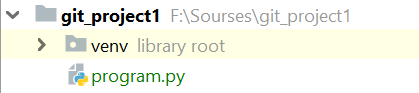 git_project1 F:\Sourses\git_project1
venv library root
program.py